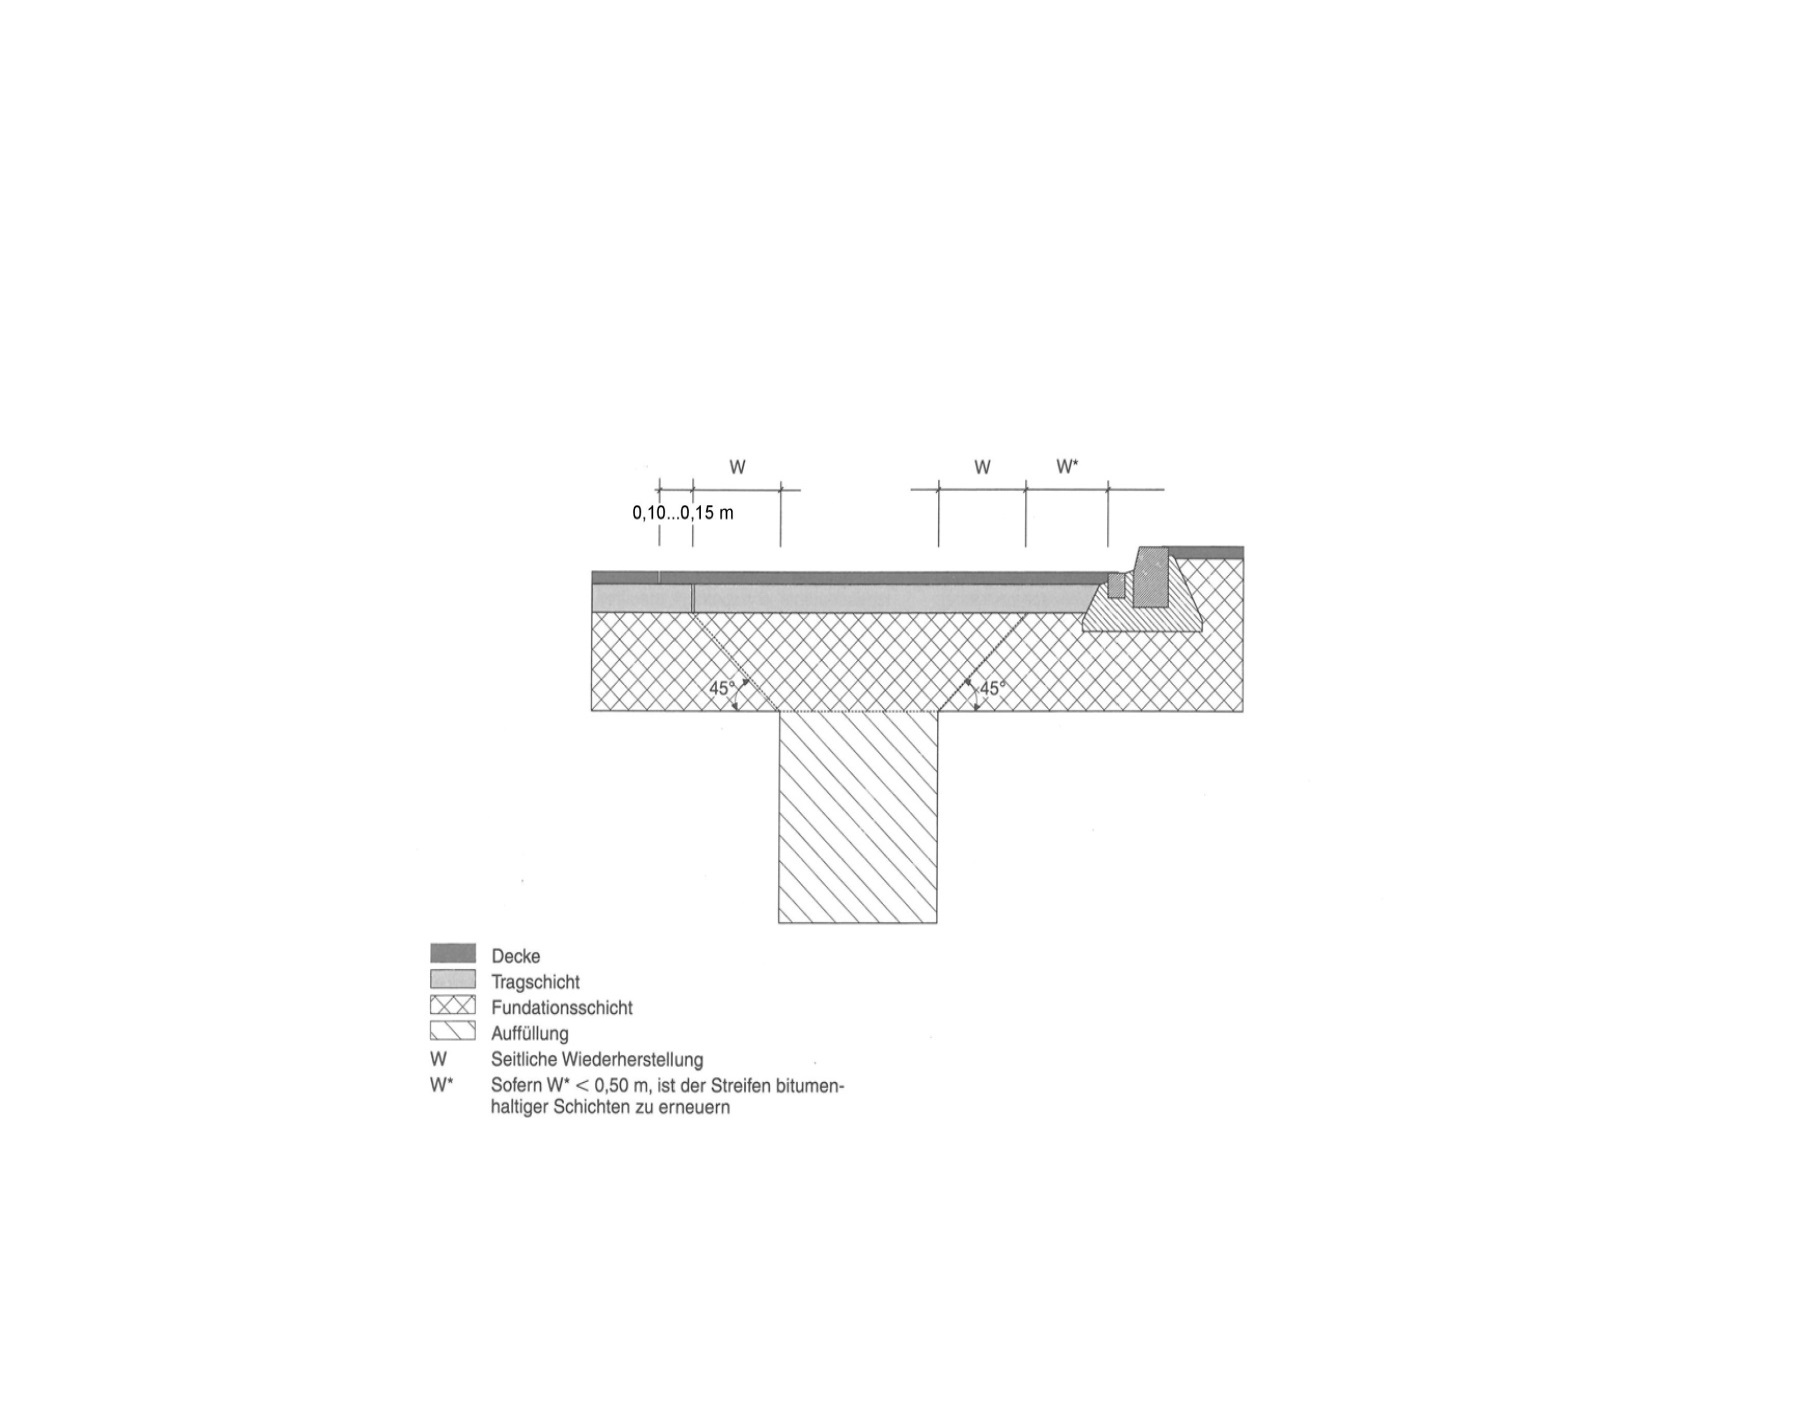 W W W*
0,10...0,15 m
45° 45°
Decke
Tragschicht
Fundationsschicht
Auffüllung
W Seitliche Wiederherstellung
W* Sofern W* < 0,50 m, ist der Streifen bitumen-
haltiger Schichten zu erneuern